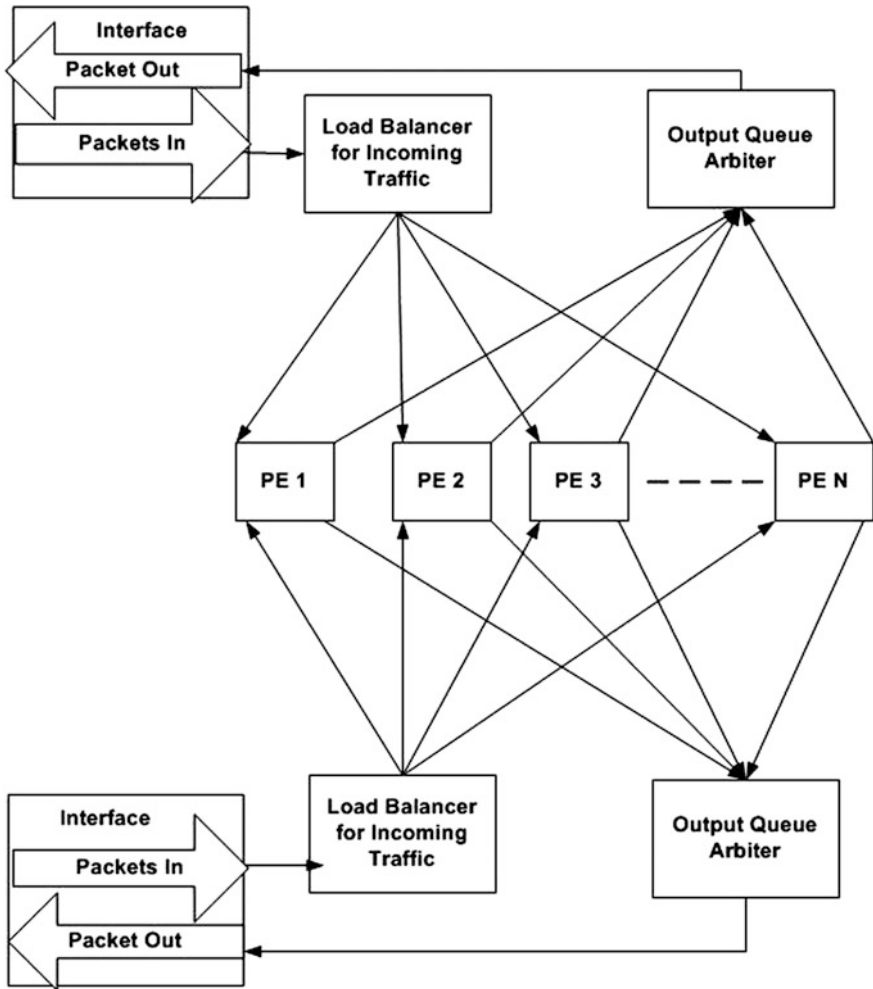 Interface
Packet Out
Packets In
Load Balancer
for Incoming
Traffic
Output Queue
Arbiter
PE 1
PE 2
PE 3
PE N
Interface
Packets In
Packet Out
Load Balancer
for Incoming
Traffic
Output Queue
Arbiter